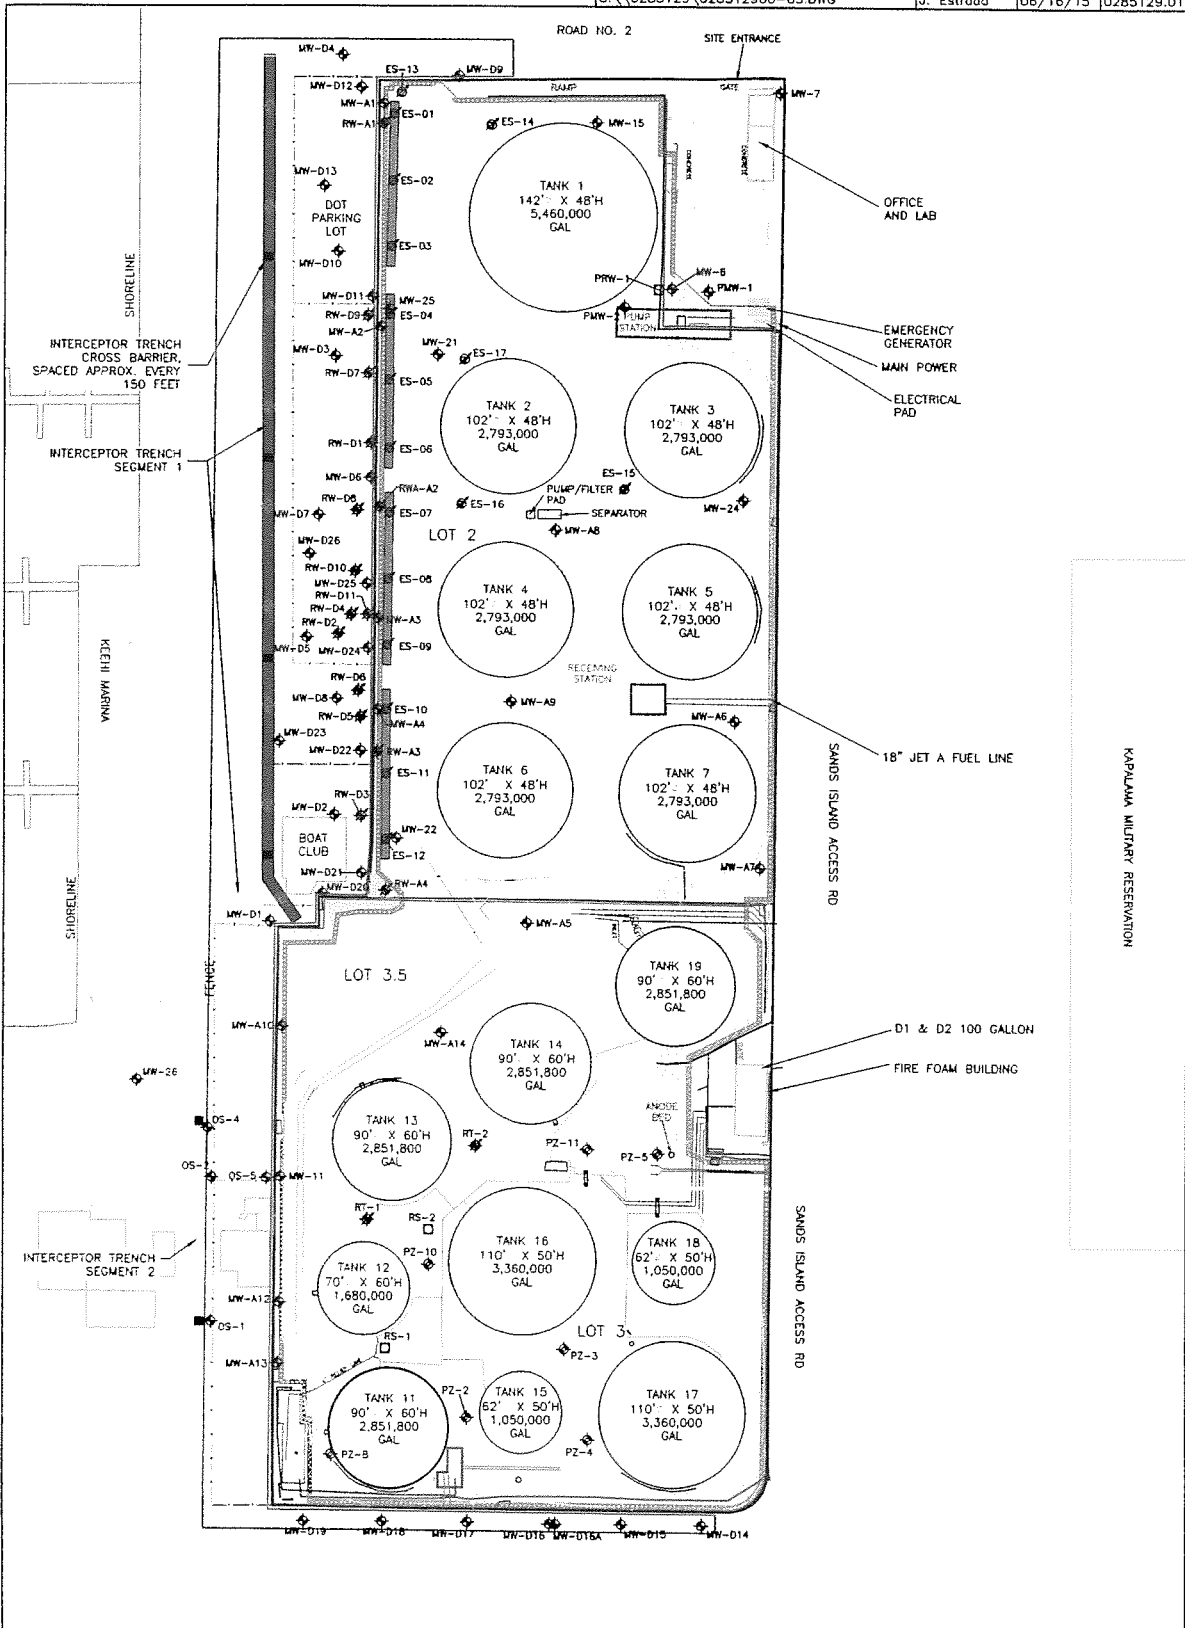 J. Estrada
06/16/15
0285129.01
ROAD NO. 2
SITE ENTRANCE
MW-D4
ES-13
MW-D9
MW-D12
RAMP
GATE
MW-7
MW-A1
ES-01
RW-A1
ES-14
MW-15
CONCRETE
CONCRETE
MW-D13
ES-02
TANK 1
142' X 48'H
5,460,000
GAL
DOT
PARKING
LOT
OFFICE
AND LAB
ES-03
MW-D10
SHORELINE
PRW-1
MW-6
PMW-1
MW-D11
MW-25
RW-D9
ES-04
MW-A2
PUMP
STATION
EMERGENCY
GENERATOR
INTERCEPTOR TRENCH
CROSS BARRIER,
SPACED APPROX. EVERY
150 FEET
MW-D3
MW-21
ES-17
MAIN POWER
RW-D7
ES-05
ELECTRICAL
PAD
TANK 2
102' X 48'H
2,793,000
GAL
TANK 3
102' X 48'H
2,793,000
GAL
INTERCEPTOR TRENCH
SEGMENT 1
RW-D1
ES-06
MW-D6
ES-15
RWA-A2
PUMP/FILTER
PAD
RW-D8
MW-D7
ES-07
ES-16
SEPARATOR
MW-24
LOT 2
MW-A8
MW-D26
RW-D10
MW-D25
ES-08
TANK 4
102' X 48'H
2,793,000
GAL
TANK 5
102' X 48'H
2,793,000
GAL
RW-D11
RW-D4
RW-A3
RW-D2
MW-D5
MW-D24
ES-09
KEEHI MARINA
RECEIVING
STATION
RW-D6
MW-D8
RW-D5
ES-10
MW-A4
MW-A9
MW-A6
MW-D23
MW-D22
RW-A3
18" JET A FUEL LINE
SANDS ISLAND ACCESS RD
KAPALAMA MILITARY RESERVATION
ES-11
TANK 6
102' X 48'H
2,793,000
GAL
TANK 7
102' X 48'H
2,793,000
GAL
RW-D3
MW-D2
BOAT
CLUB
MW-22
ES-12
MW-D21
MW-A7
MW-D20
RW-A4
SHORELINE
MW-D1
MW-A5
FENCE
LOT 3.5
TANK 19
90' X 60'H
2,851,800
GAL
MW-A10
MW-A14
TANK 14
90' X 60'H
2,851,800
GAL
D1 & D2 100 GALLON
FIRE FOAM BUILDING
MW-26
OS-4
TANK 13
90' X 60'H
2,851,800
GAL
RT-2
ANODE
BED
PZ-11
PZ-5
OS-2
OS-5
MW-11
RT-1
RS-2
INTERCEPTOR TRENCH
SEGMENT 2
PZ-10
TANK 16
110' X 50'H
3,360,000
GAL
TANK 18
62' X 50'H
1,050,000
GAL
TANK 12
70' X 60'H
1,680,000
GAL
SANDS ISLAND ACCESS RD
MW-A12
OS-1
RS-1
LOT 3
PZ-3
MW-A13
TANK 11
90' X 60'H
2,851,800
GAL
PZ-2
TANK 15
62' X 50'H
1,050,000
GAL
TANK 17
110' X 50'H
3,360,000
GAL
PZ-4
PZ-8
MW-D19
MW-D18
MW-D17
MW-D16
MW-D16A
MW-D15
MW-D14